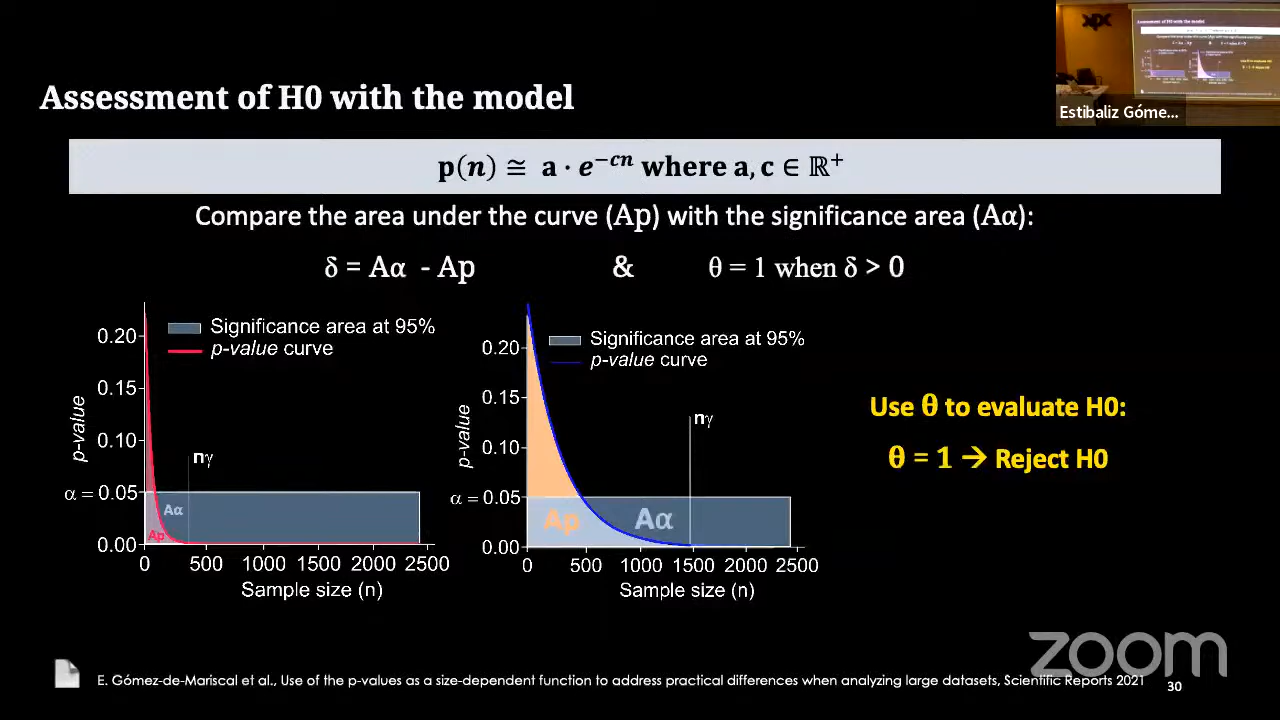 Assessment of H0 with the model
Estibaliz Góme...
p(n) ≅ a · e^{-cn} where a, c ∈ ℝ⁺
Compare the area under the curve (Ap) with the significance area (Aα):
δ = Aα - Ap & θ = 1 when δ > 0
Significance area at 95%
p-value curve
0.20
0.15
0.10
α = 0.05
0.00
p-value
nγ
Aα
Ap
0 500 1000 1500 2000 2500
Sample size (n)
Significance area at 95%
p-value curve
0.20
0.15
0.10
α = 0.05
0.00
p-value
nγ
Ap
Aα
0 500 1000 1500 2000 2500
Sample size (n)
Use θ to evaluate H0:
θ = 1 → Reject H0
zoom
E. Gómez-de-Mariscal et al., Use of the p-values as a size-dependent function to address practical differences when analyzing large datasets, Scientific Reports 2021
30